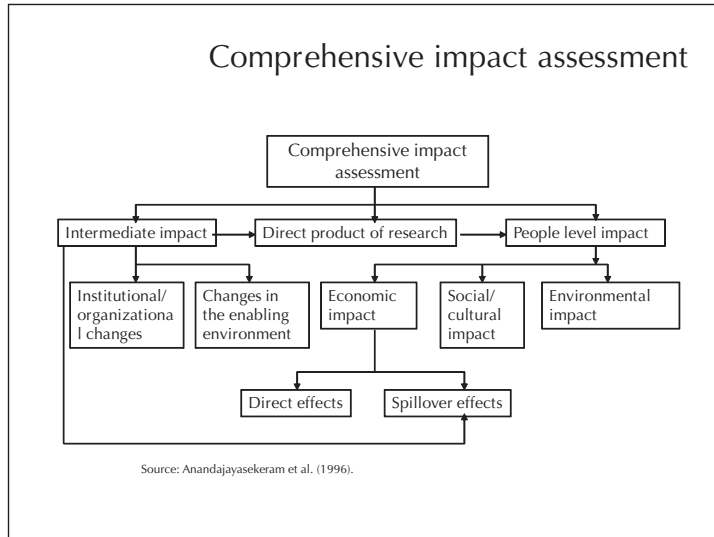 Comprehensive impact assessment
Comprehensive impact
assessment
Intermediate impact
Direct product of research
People level impact
Institutional/
organizationa
l changes
Changes in
the enabling
environment
Economic
impact
Social/
cultural
impact
Environmental
impact
Direct effects
Spillover effects
Source: Anandajayasekeram et al. (1996).